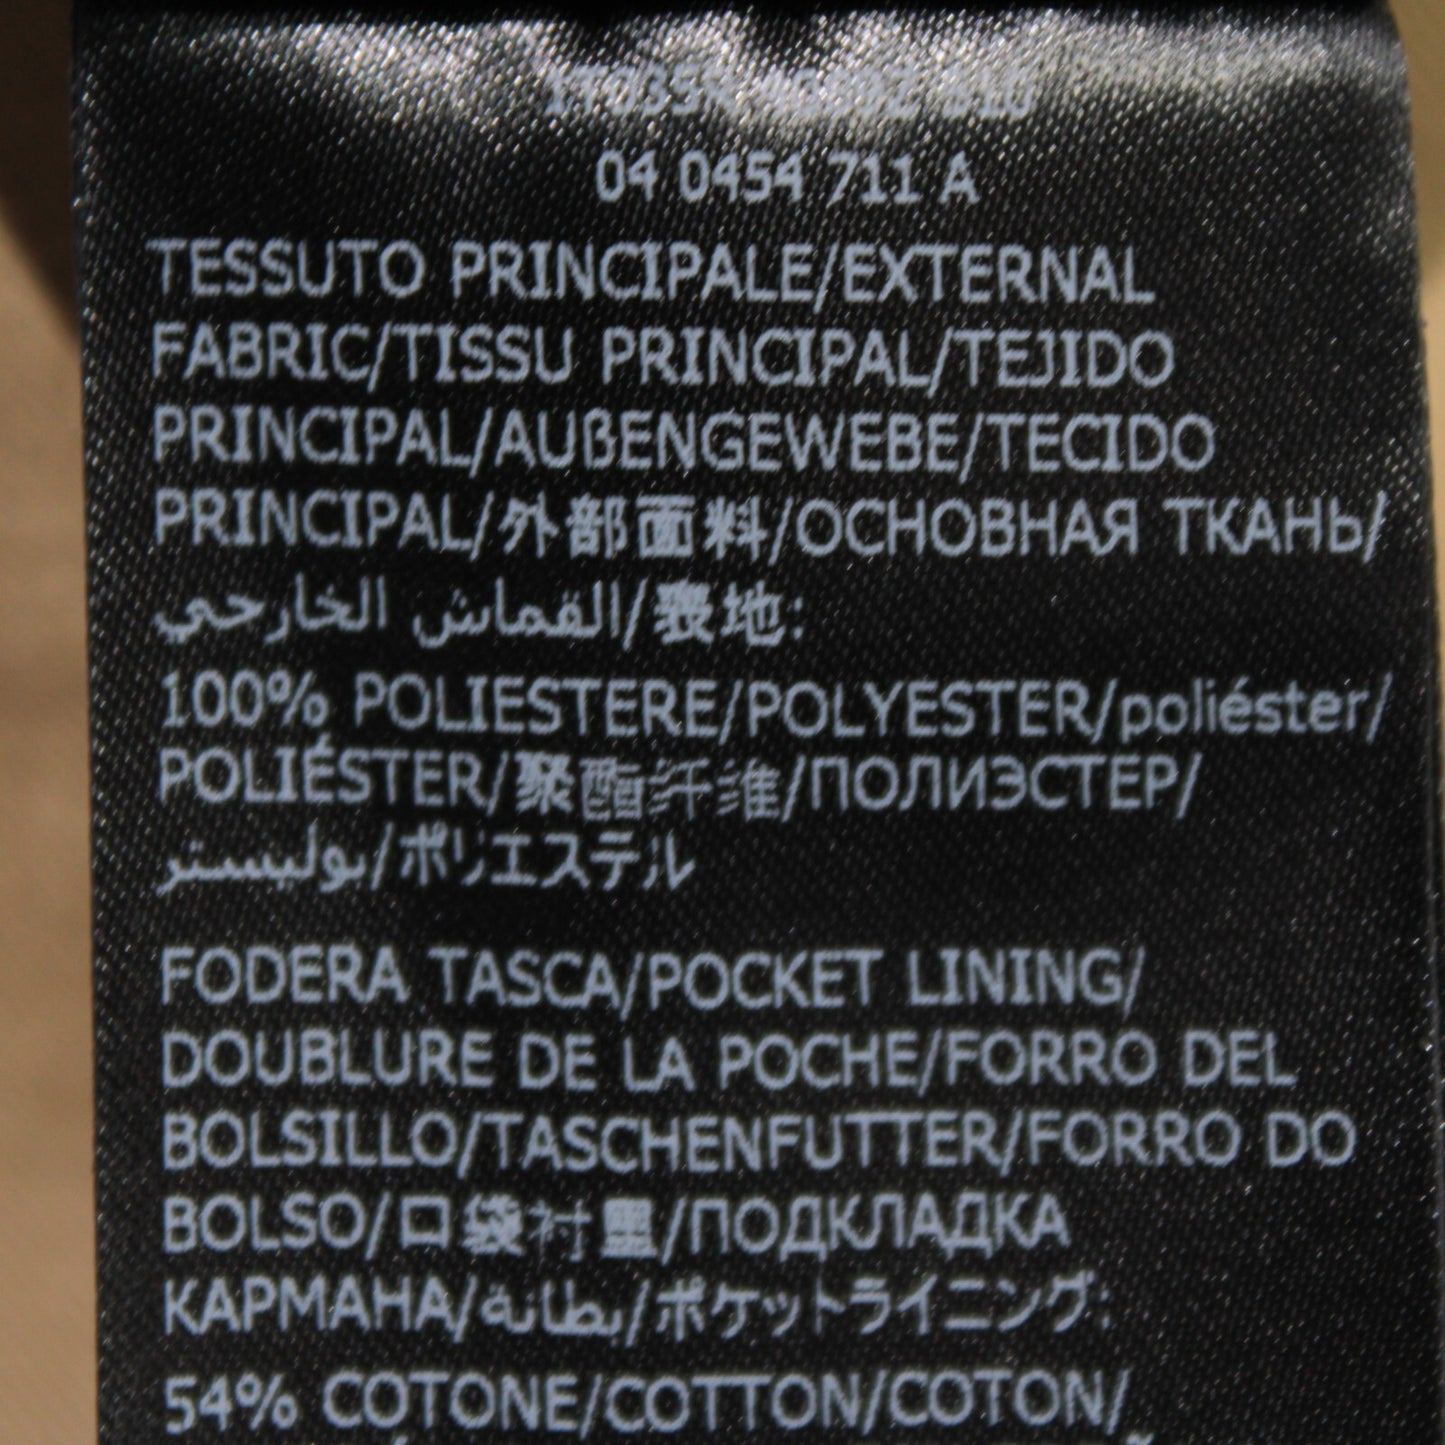 04 0454 711 A
TESSUTO PRINCIPALE/EXTERNAL
FABRIC/TISSU PRINCIPAL/TEJIDO
PRINCIPAL/AUßENGEWEBE/TECIDO
PRINCIPAL/外部面料/ОСНОВНАЯ ТКАНЬ/
القماش الخارجي/表地:
100% POLIESTERE/POLYESTER/poliéster/
POLIÉSTER/聚酯纤维/ПОЛИЭСТЕР/
بوليستر/ポリエステル
FODERA TASCA/POCKET LINING/
DOUBLURE DE LA POCHE/FORRO DEL
BOLSILLO/TASCHENFUTTER/FORRO DO
BOLSO/口袋衬里/ПОДКЛАДКА
КАРМАНА/بطانة/ポケットライニング:
54% COTONE/COTTON/COTON/